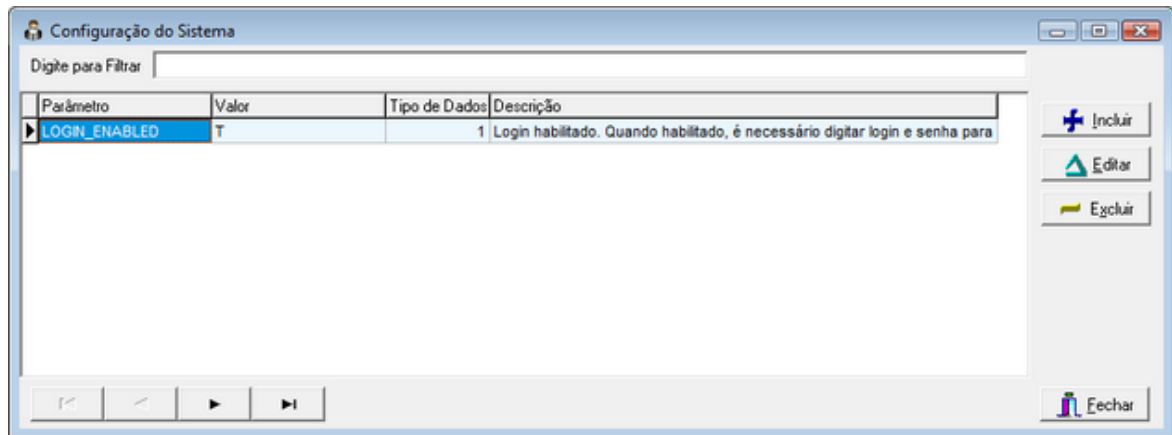 Configuração do Sistema
Digite para Filtrar
Parâmetro Valor Tipo de Dados Descrição
LOGIN_ENABLED T 1 Login habilitado. Quando habilitado, é necessário digitar login e senha para
Incluir
Editar
Excluir
Fechar